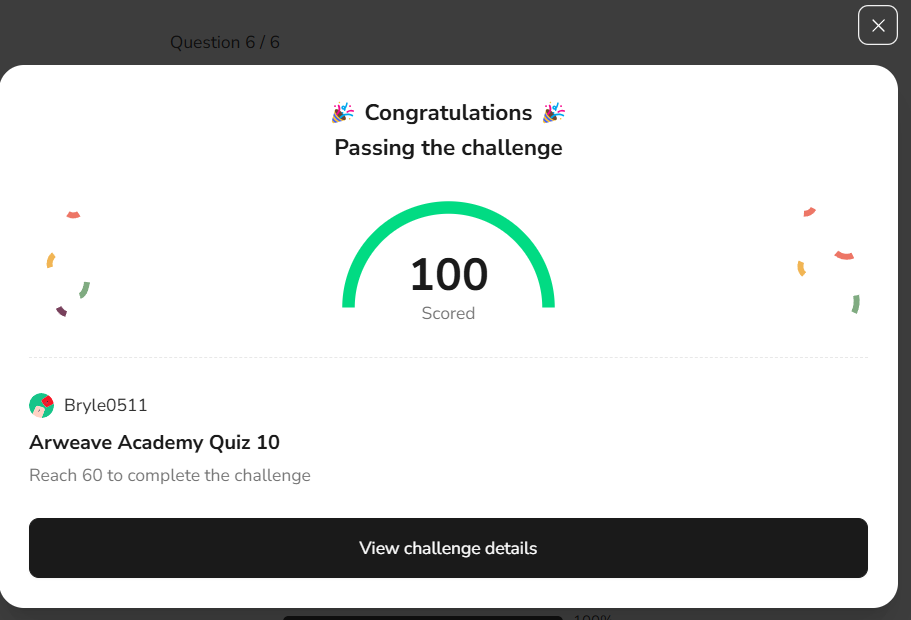 Question 6 / 6
Congratulations
Passing the challenge
100
Scored
Bryle0511
Arweave Academy Quiz 10
Reach 60 to complete the challenge
View challenge details
100%